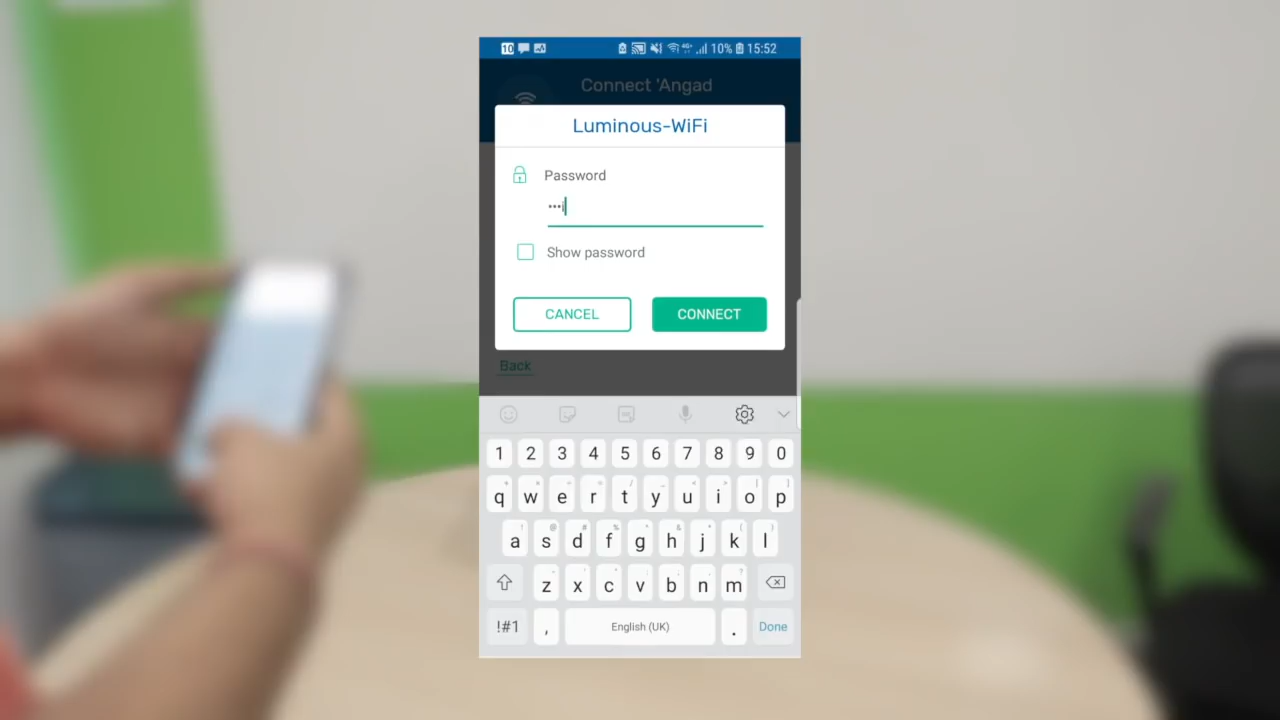 10 10% 15:52
Connect 'Angad
Luminous-WiFi
Password
•••i
Show password
CANCEL CONNECT
Back
1 2 3 4 5 6 7 8 9 0
q w e r t y u i o p
a s d f g h j k l
z x c v b n m
!#1 , English (UK) . Done